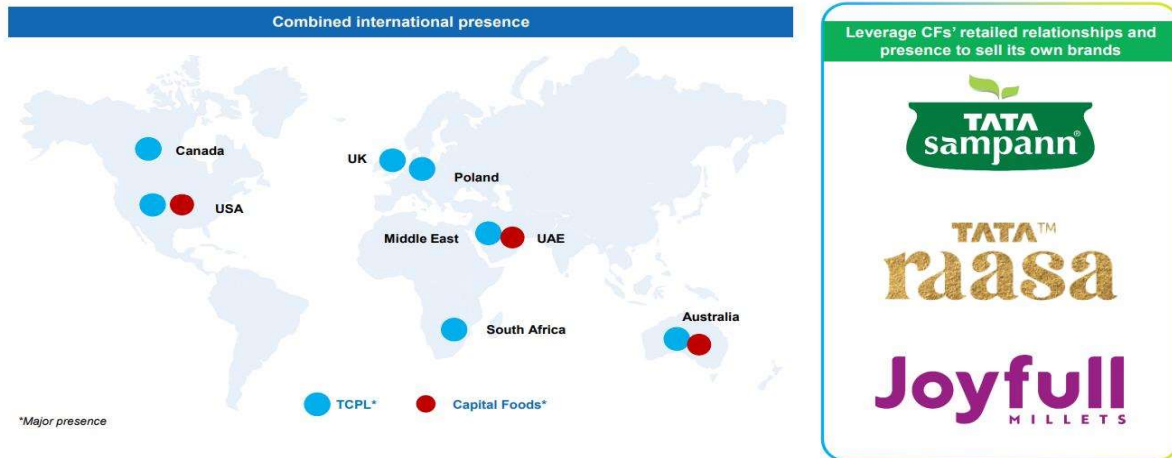 Combined international presence
Canada
USA
UK
Poland
Middle East
UAE
South Africa
Australia
TCPL*
Capital Foods*
*Major presence
Leverage CFs' retailed relationships and
presence to sell its own brands
TATA
sampann®
TATA™
raasa
Joyfull
MILLETS